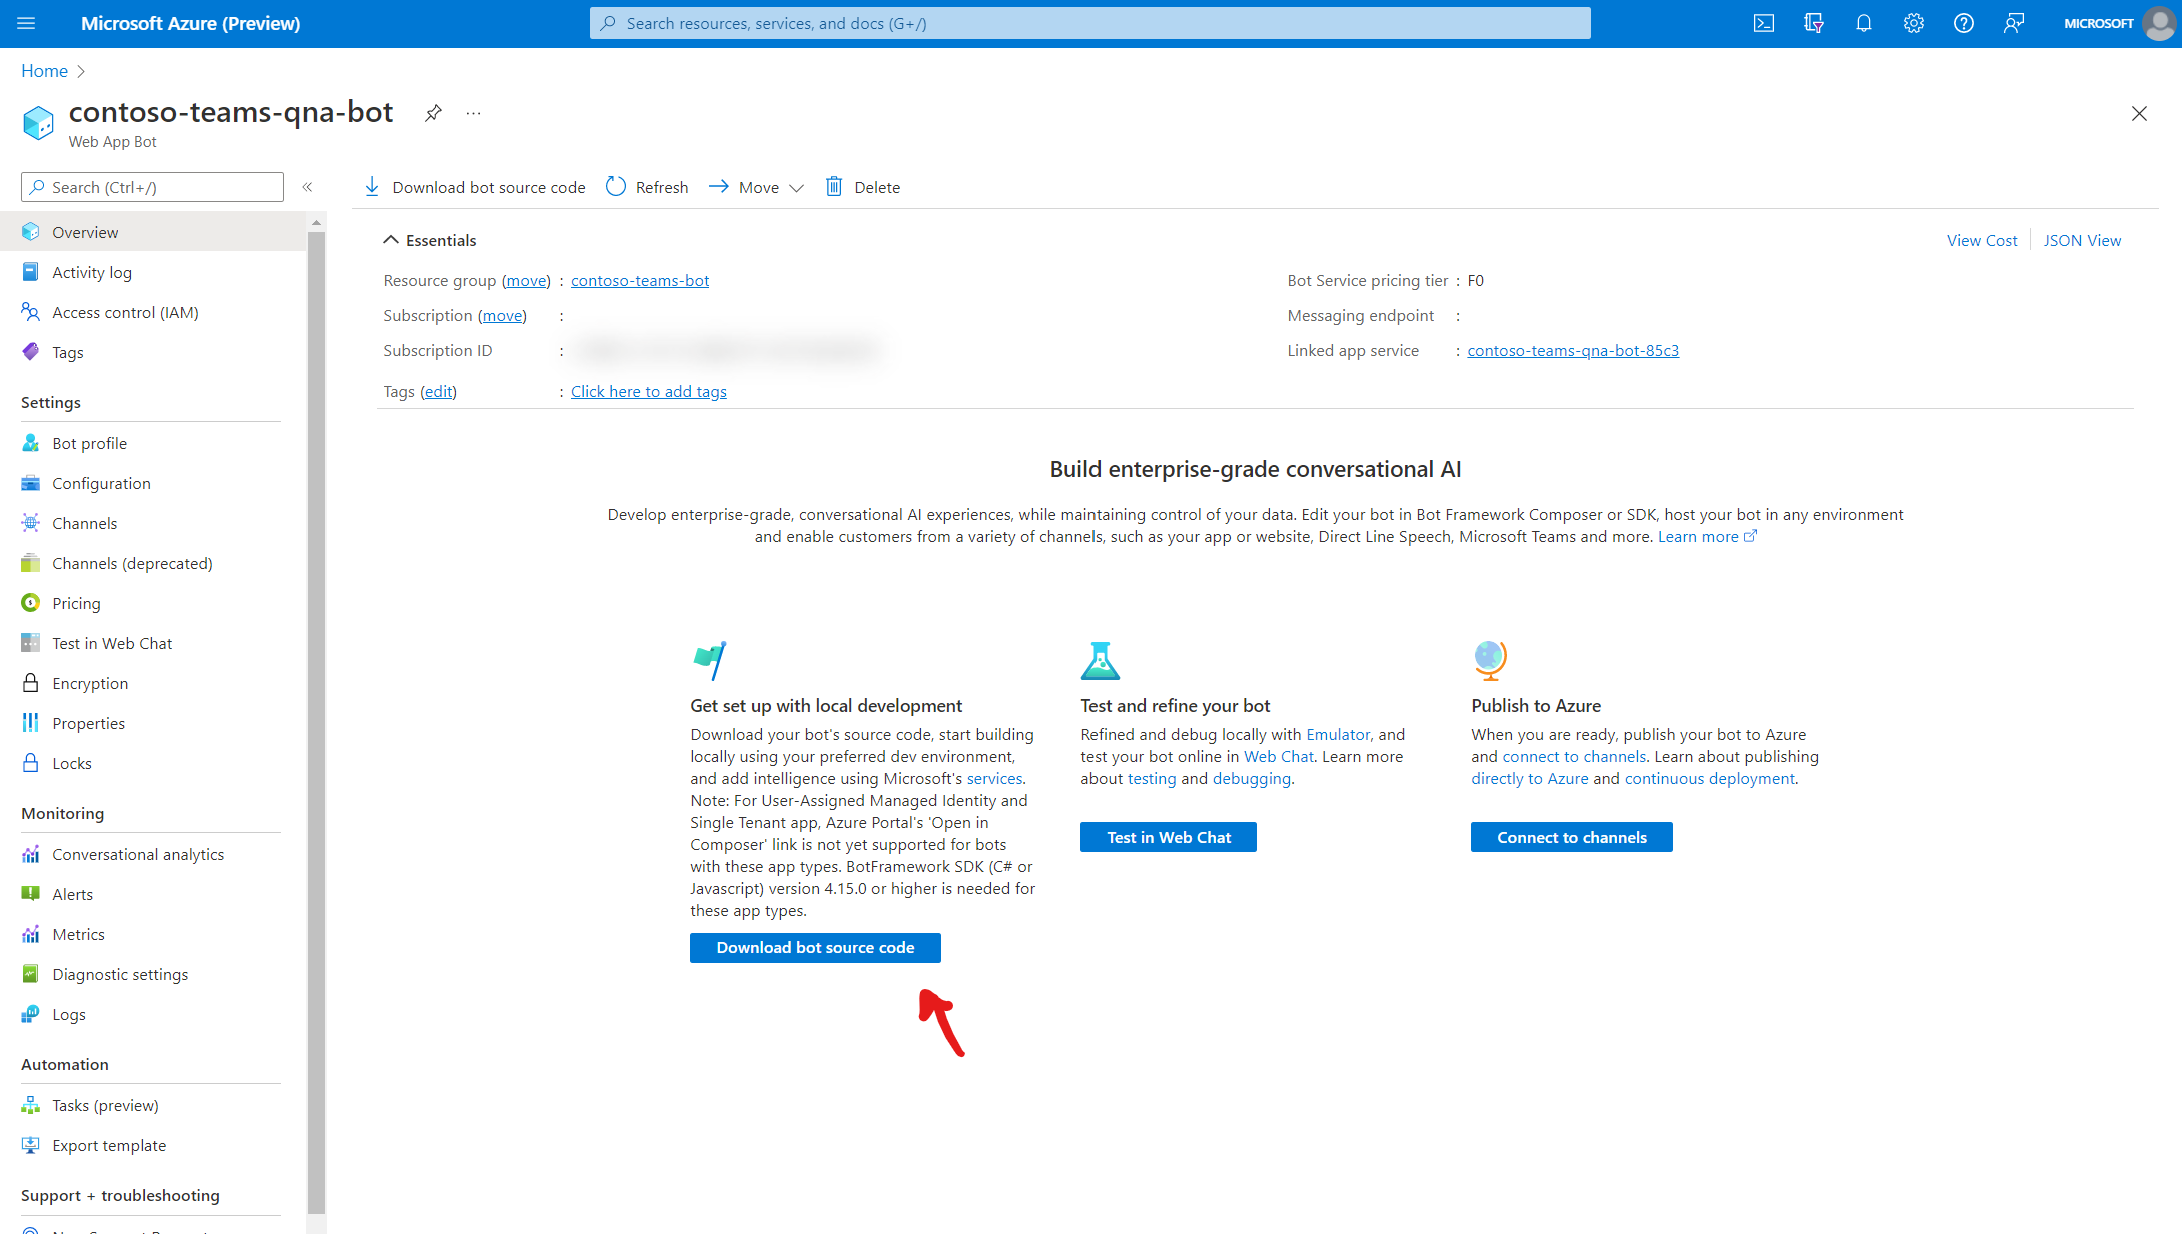 Microsoft Azure (Preview)
Search resources, services, and docs (G+/)
MICROSOFT
Home
contoso-teams-qna-bot
Web App Bot
Search (Ctrl+/)
«
Download bot source code
Refresh
Move
Delete
Overview
Activity log
Access control (IAM)
Tags
Settings
Bot profile
Configuration
Channels
Channels (deprecated)
Pricing
Test in Web Chat
Encryption
Properties
Locks
Monitoring
Conversational analytics
Alerts
Metrics
Diagnostic settings
Logs
Automation
Tasks (preview)
Export template
Support + troubleshooting
Essentials
View Cost
JSON View
Resource group (move) : contoso-teams-bot
Subscription (move) :
Subscription ID :
Tags (edit) : Click here to add tags
Bot Service pricing tier : F0
Messaging endpoint :
Linked app service : contoso-teams-qna-bot-85c3
Build enterprise-grade conversational AI
Develop enterprise-grade, conversational AI experiences, while maintaining control of your data. Edit your bot in Bot Framework Composer or SDK, host your bot in any environment
and enable customers from a variety of channels, such as your app or website, Direct Line Speech, Microsoft Teams and more. Learn more
Get set up with local development
Download your bot's source code, start building
locally using your preferred dev environment,
and add intelligence using Microsoft's services.
Note: For User-Assigned Managed Identity and
Single Tenant app, Azure Portal's 'Open in
Composer' link is not yet supported for bots
with these app types. BotFramework SDK (C# or
Javascript) version 4.15.0 or higher is needed for
these app types.
Download bot source code
Test and refine your bot
Refined and debug locally with Emulator, and
test your bot online in Web Chat. Learn more
about testing and debugging.
Test in Web Chat
Publish to Azure
When you are ready, publish your bot to Azure
and connect to channels. Learn about publishing
directly to Azure and continuous deployment.
Connect to channels